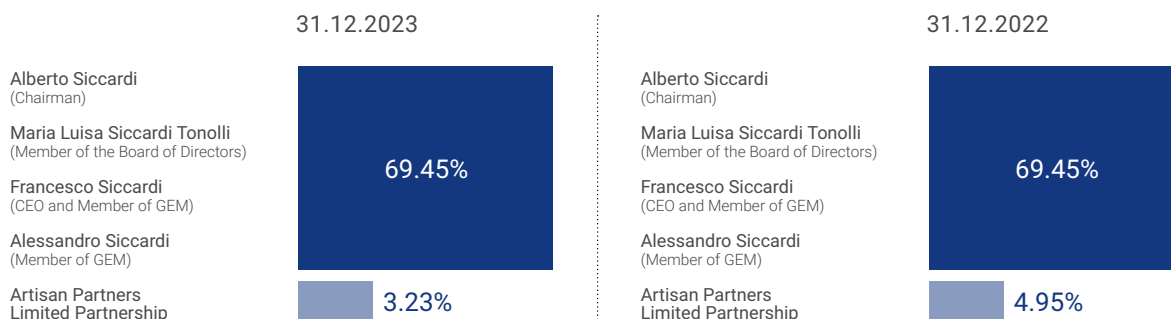 31.12.2023
Alberto Siccardi
(Chairman)
Maria Luisa Siccardi Tonolli
(Member of the Board of Directors)
69.45%
Francesco Siccardi
(CEO and Member of GEM)
Alessandro Siccardi
(Member of GEM)
Artisan Partners
Limited Partnership
3.23%
31.12.2022
Alberto Siccardi
(Chairman)
Maria Luisa Siccardi Tonolli
(Member of the Board of Directors)
69.45%
Francesco Siccardi
(CEO and Member of GEM)
Alessandro Siccardi
(Member of GEM)
Artisan Partners
Limited Partnership
4.95%